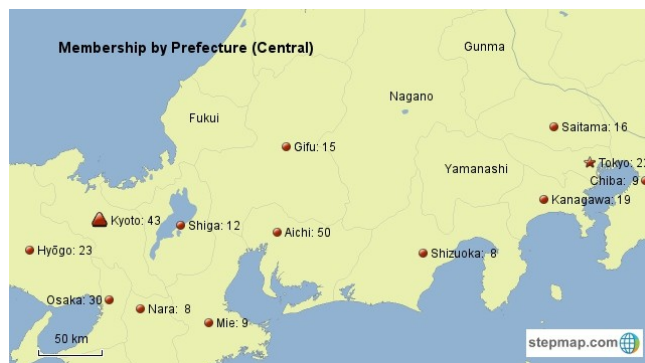 Membership by Prefecture (Central)
Gunma
Nagano
Fukui
Saitama: 16
Gifu: 15
Tokyo:
Yamanashi
Chiba: 9
Kanagawa: 19
Kyoto: 43
Shiga: 12
Aichi: 50
Hyōgo: 23
Shizuoka: 8
Osaka: 30
Nara: 8
Mie: 9
50 km
stepmap.com